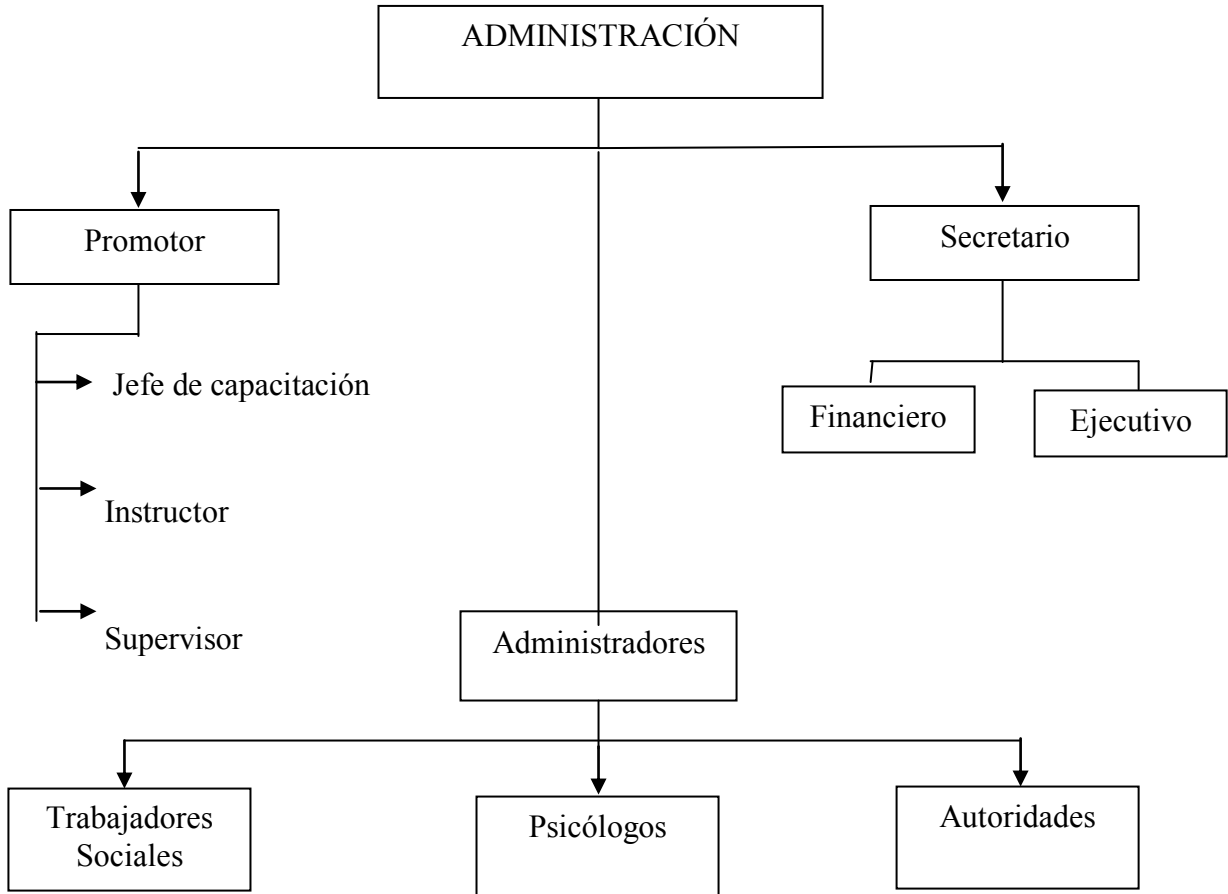 ADMINISTRACIÓN
Promotor
Secretario
Jefe de capacitación
Financiero
Ejecutivo
Instructor
Supervisor
Administradores
Trabajadores
Sociales
Psicólogos
Autoridades